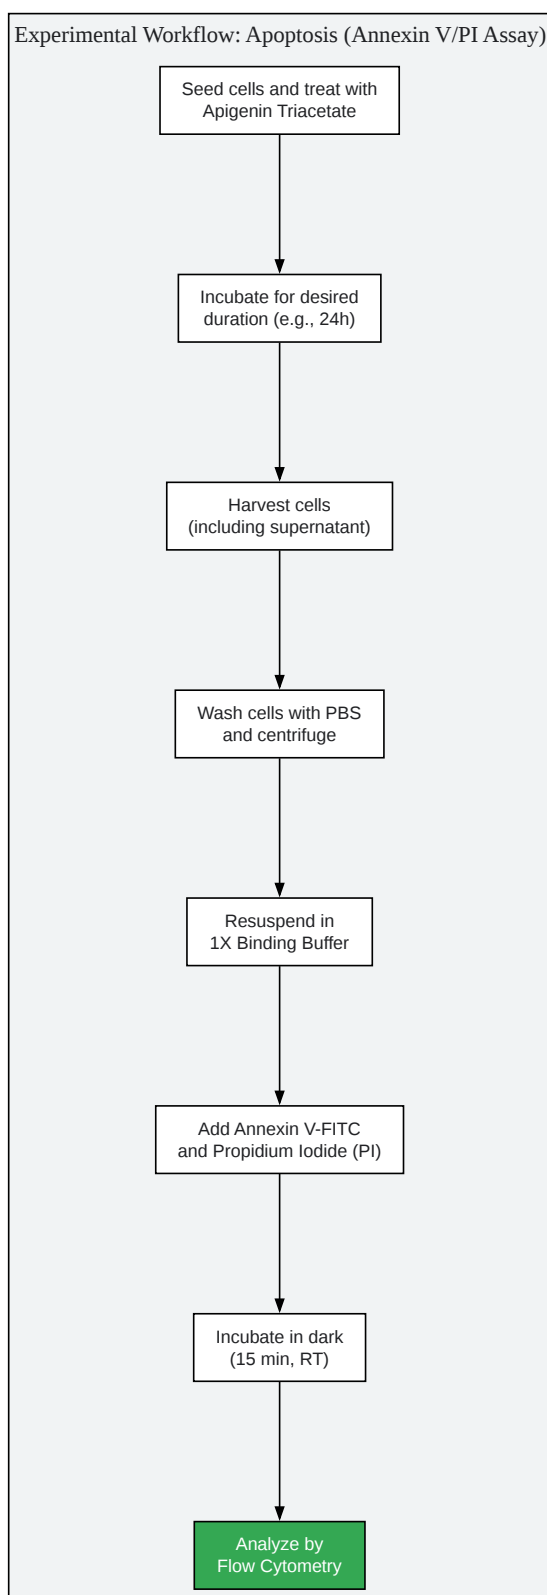 Experimental Workflow: Apoptosis (Annexin V/PI Assay)
Seed cells and treat with
Apigenin Triacetate
Incubate for desired
duration (e.g., 24h)
Harvest cells
(including supernatant)
Wash cells with PBS
and centrifuge
Resuspend in
1X Binding Buffer
Add Annexin V-FITC
and Propidium Iodide (PI)
Incubate in dark
(15 min, RT)
Analyze by
Flow Cytometry